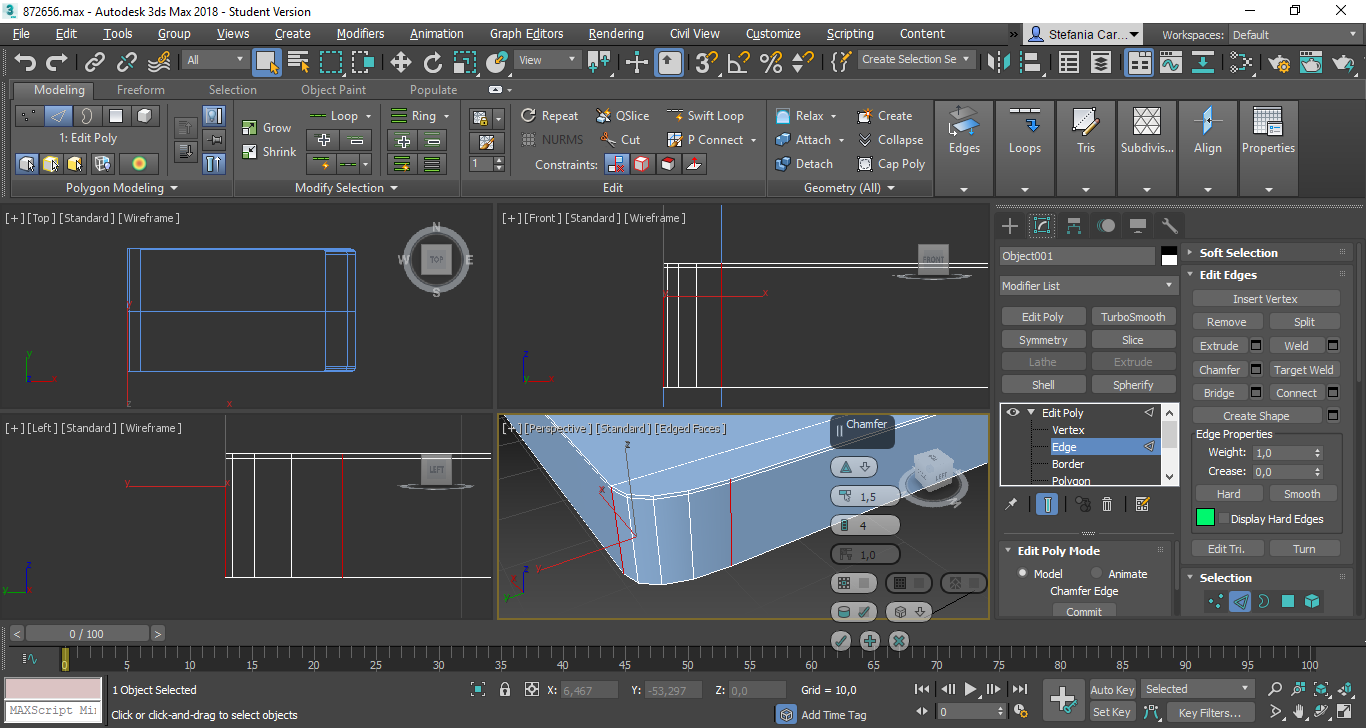 872656.max - Autodesk 3ds Max 2018 - Student Version
File Edit Tools Group Views Create Modifiers Animation Graph Editors Rendering Civil View Customize Scripting Content
Stefania Car...
Workspaces: Default
All
View
Create Selection Se
Modeling Freeform Selection Object Paint Populate
1: Edit Poly
Polygon Modeling
Grow
Shrink
Loop
Ring
Modify Selection
1
Repeat QSlice Swift Loop
NURMS Cut P Connect
Constraints:
Edit
Relax Create
Attach Collapse
Detach Cap Poly
Geometry (All)
Edges
Loops
Tris
Subdivis...
Align
Properties
[+] [Top] [Standard] [Wireframe]
N
W TOP E
S
y
x
z
y
z x
x
[+] [Front] [Standard] [Wireframe]
FRONT
x
z
y x
[+] [Left] [Standard] [Wireframe]
LEFT
y
x
z
y
[+] [Perspective] [Standard] [Edged Faces]
Chamfer
1,5
4
1,0
z
x
y
z
x
y
LEFT
Object001
Modifier List
Edit Poly TurboSmooth
Symmetry Slice
Lathe Extrude
Shell Spherify
Edit Poly
Vertex
Edge
Border
Polygon
Edit Poly Mode
Model Animate
Chamfer Edge
Commit
Soft Selection
Edit Edges
Insert Vertex
Remove Split
Extrude Weld
Chamfer Target Weld
Bridge Connect
Create Shape
Edge Properties
Weight: 1,0
Crease: 0,0
Hard Smooth
Display Hard Edges
Edit Tri. Turn
Selection
< 0 / 100 >
0 5 10 15 20 25 30 35 40 45 50 55 60 65 70 75 80 85 90 95 100
MAXScript Mi
1 Object Selected
Click or click-and-drag to select objects
X: 6,467 Y: -53,297 Z: 0,0 Grid = 10,0
Add Time Tag
0
Auto Key Selected
Set Key Key Filters...